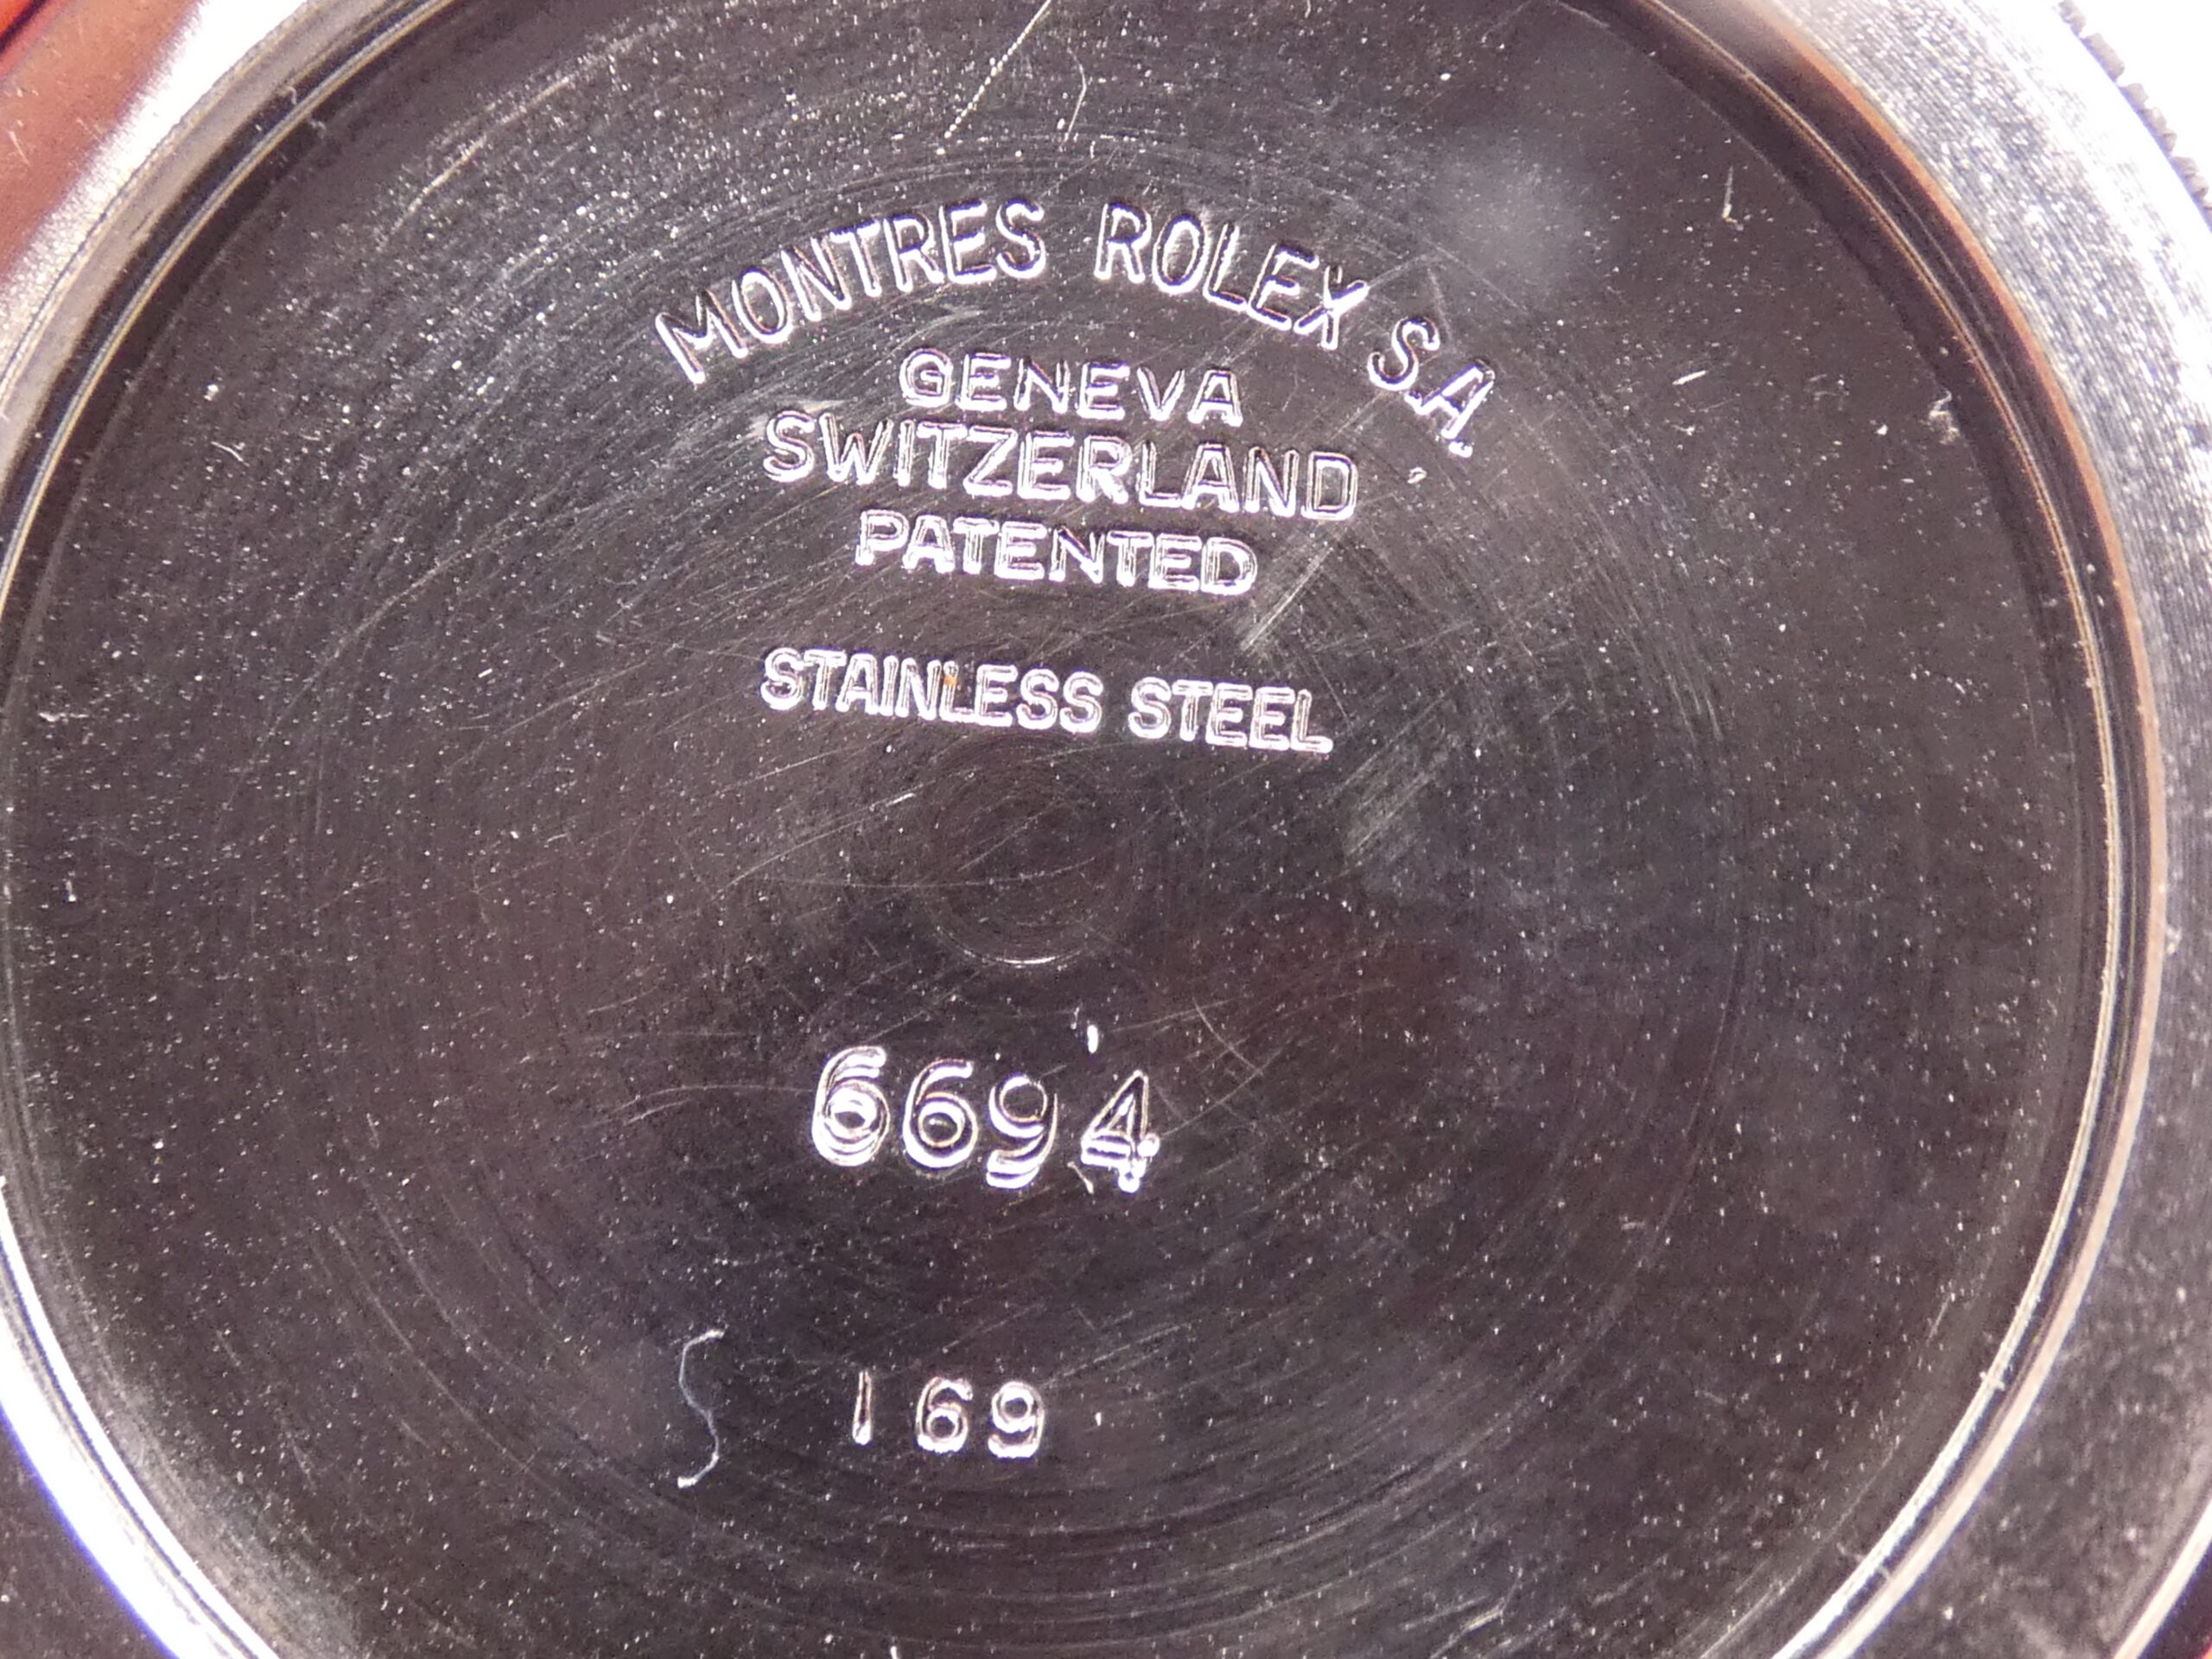 MONTRES ROLEX S.A.
GENEVA
SWITZERLAND
PATENTED
STAINLESS STEEL
6694
169